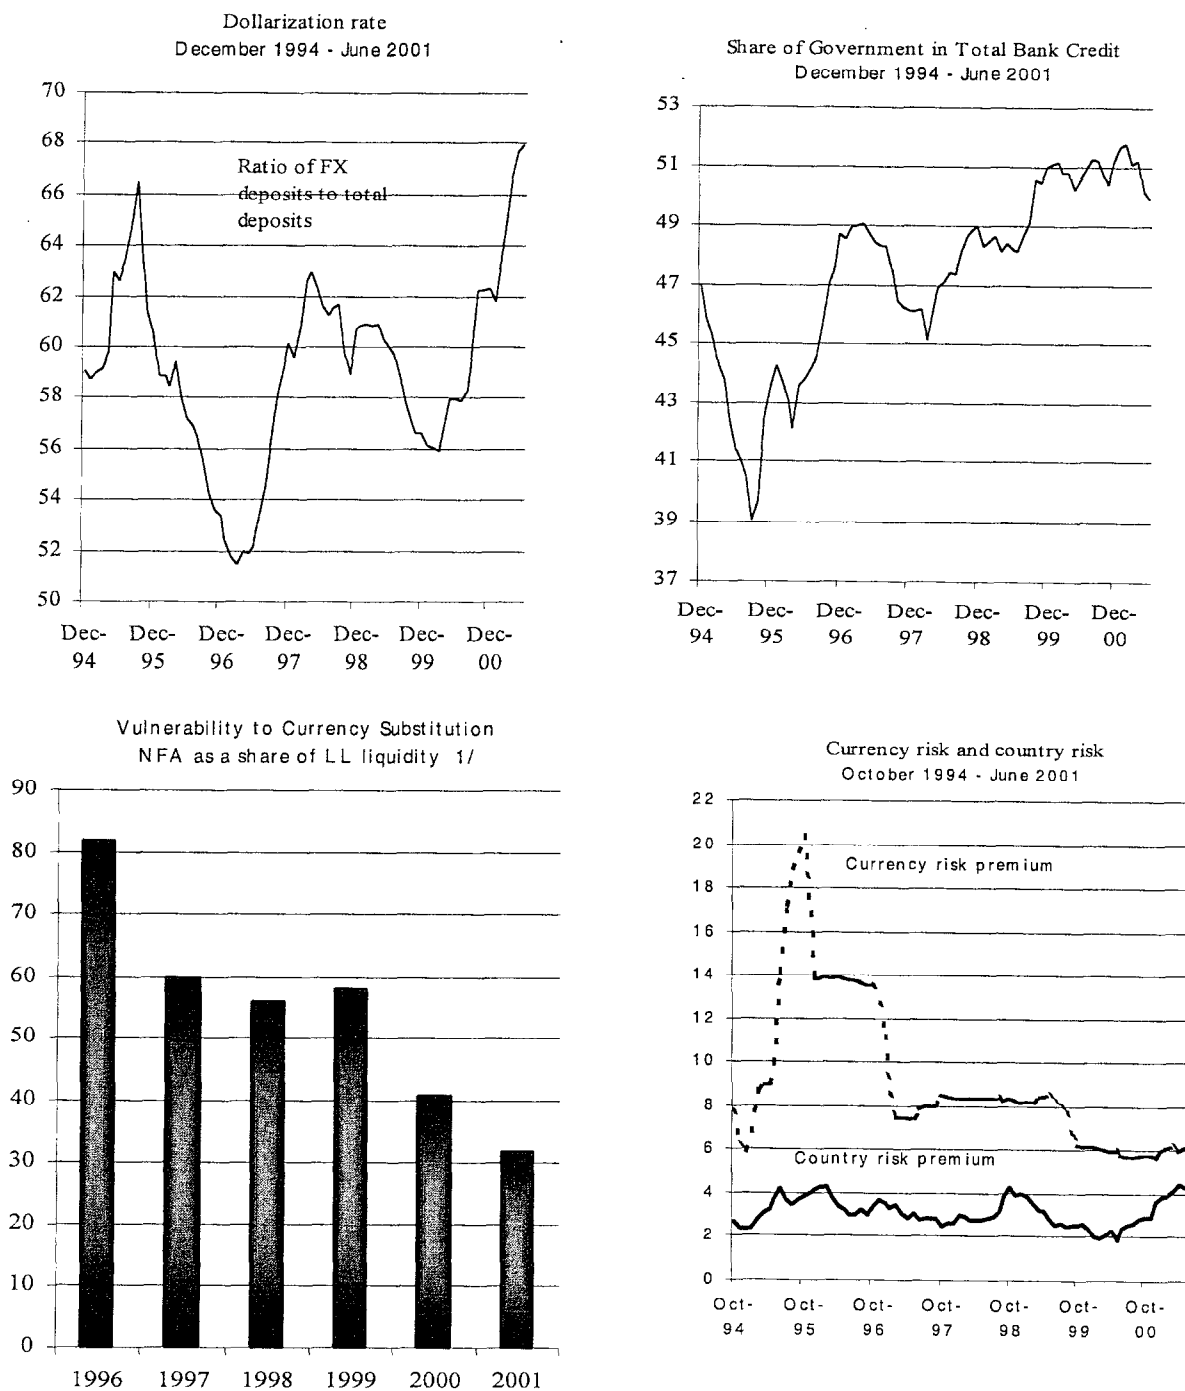 Dollarization rate
December 1994 - June 2001
70
68
66
64
62
60
58
56
54
52
50
Ratio of FX
deposits to total
deposits
Dec- Dec- Dec- Dec- Dec- Dec- Dec-
94 95 96 97 98 99 00
Share of Government in Total Bank Credit
December 1994 - June 2001
53
51
49
47
45
43
41
39
37
Dec- Dec- Dec- Dec- Dec- Dec- Dec-
94 95 96 97 98 99 00
Vulnerability to Currency Substitution
NFA as a share of LL liquidity 1/
90
80
70
60
50
40
30
20
10
0
1996 1997 1998 1999 2000 2001
Currency risk and country risk
October 1994 - June 2001
22
20
18
16
14
12
10
8
6
4
2
0
Currency risk premium
Country risk premium
Oct- Oct- Oct- Oct- Oct- Oct- Oct-
94 95 96 97 98 99 00